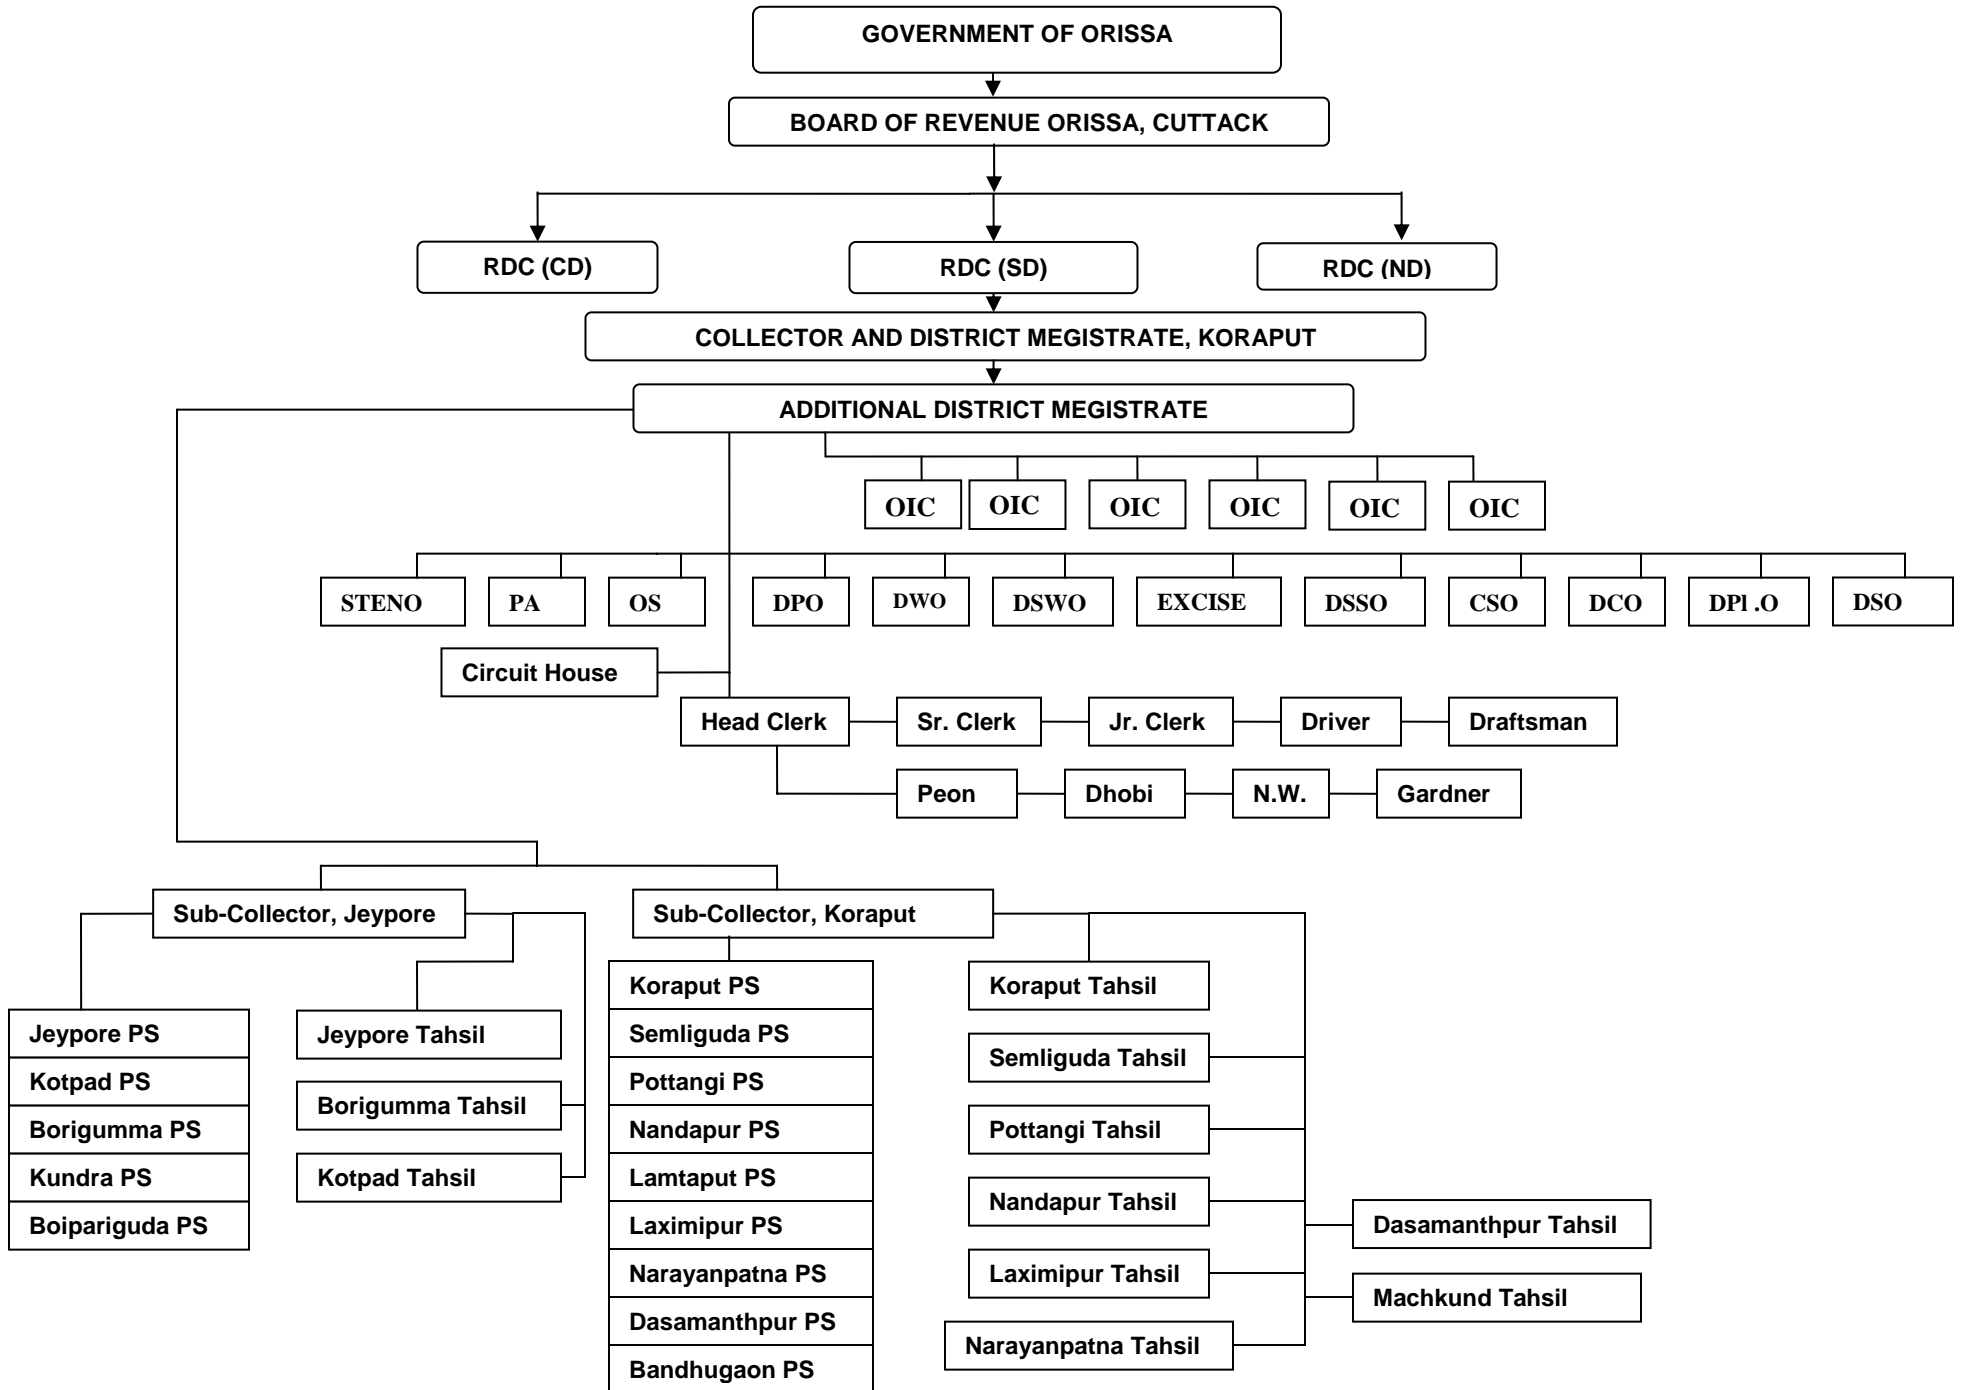 GOVERNMENT OF ORISSA
BOARD OF REVENUE ORISSA, CUTTACK
RDC (CD)
RDC (SD)
RDC (ND)
COLLECTOR AND DISTRICT MEGISTRATE, KORAPUT
ADDITIONAL DISTRICT MEGISTRATE
OIC
OIC
OIC
OIC
OIC
OIC
STENO
PA
OS
DPO
DWO
DSWO
EXCISE
DSSO
CSO
DCO
DPl .O
DSO
Circuit House
Head Clerk
Sr. Clerk
Jr. Clerk
Driver
Draftsman
Peon
Dhobi
N.W.
Gardner
Sub-Collector, Jeypore
Sub-Collector, Koraput
Jeypore PS
Kotpad PS
Borigumma PS
Kundra PS
Boipariguda PS
Jeypore Tahsil
Borigumma Tahsil
Kotpad Tahsil
Koraput PS
Semliguda PS
Pottangi PS
Nandapur PS
Lamtaput PS
Laximipur PS
Narayanpatna PS
Dasamanthpur PS
Bandhugaon PS
Koraput Tahsil
Semliguda Tahsil
Pottangi Tahsil
Nandapur Tahsil
Laximipur Tahsil
Narayanpatna Tahsil
Dasamanthpur Tahsil
Machkund Tahsil